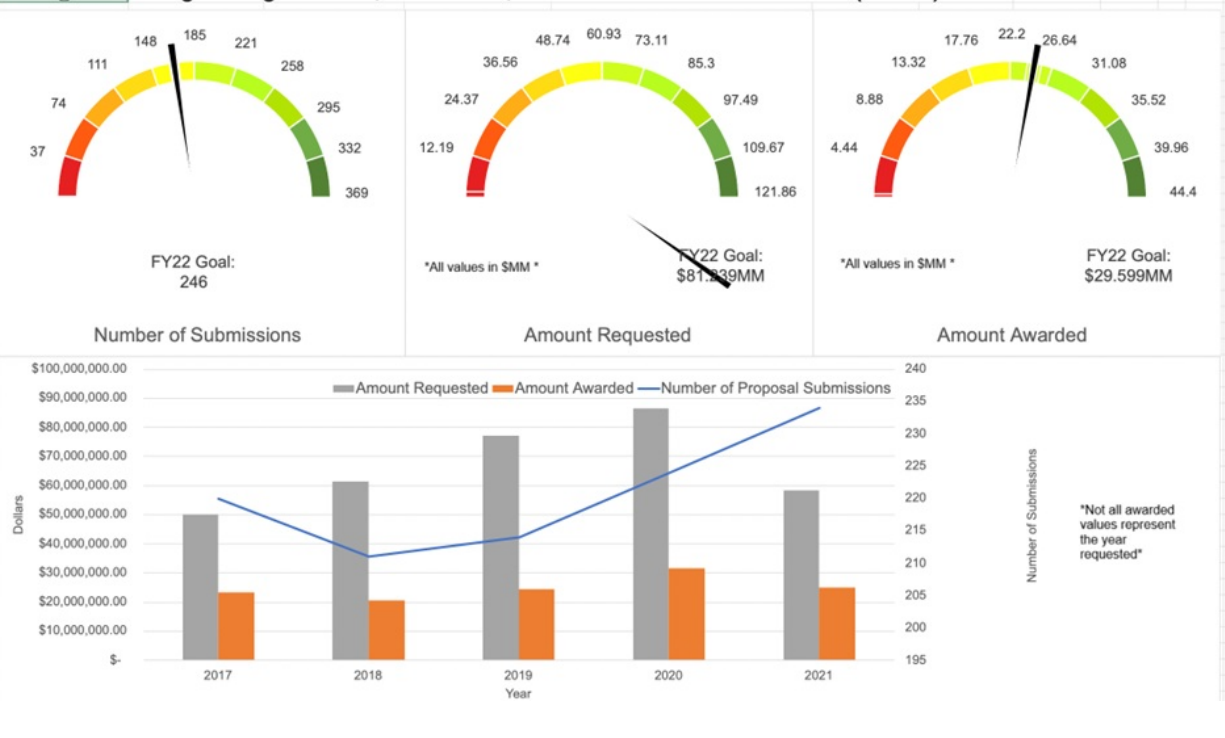 148
185
111
221
74
258
37
295
332
369
FY22 Goal:
246
Number of Submissions
60.93
48.74
73.11
36.56
85.3
24.37
97.49
12.19
109.67
121.86
*All values in $MM *
FY22 Goal:
$81.239MM
Amount Requested
22.2
17.76
26.64
13.32
31.08
8.88
35.52
4.44
39.96
44.4
*All values in $MM *
FY22 Goal:
$29.599MM
Amount Awarded
Amount Requested Amount Awarded Number of Proposal Submissions
Dollars
$100,000,000.00
$90,000,000.00
$80,000,000.00
$70,000,000.00
$60,000,000.00
$50,000,000.00
$40,000,000.00
$30,000,000.00
$20,000,000.00
$10,000,000.00
$-
240
235
230
225
220
215
210
205
200
195
Number of Submissions
2017 2018 2019 2020 2021
Year
*Not all awarded
values represent
the year
requested*